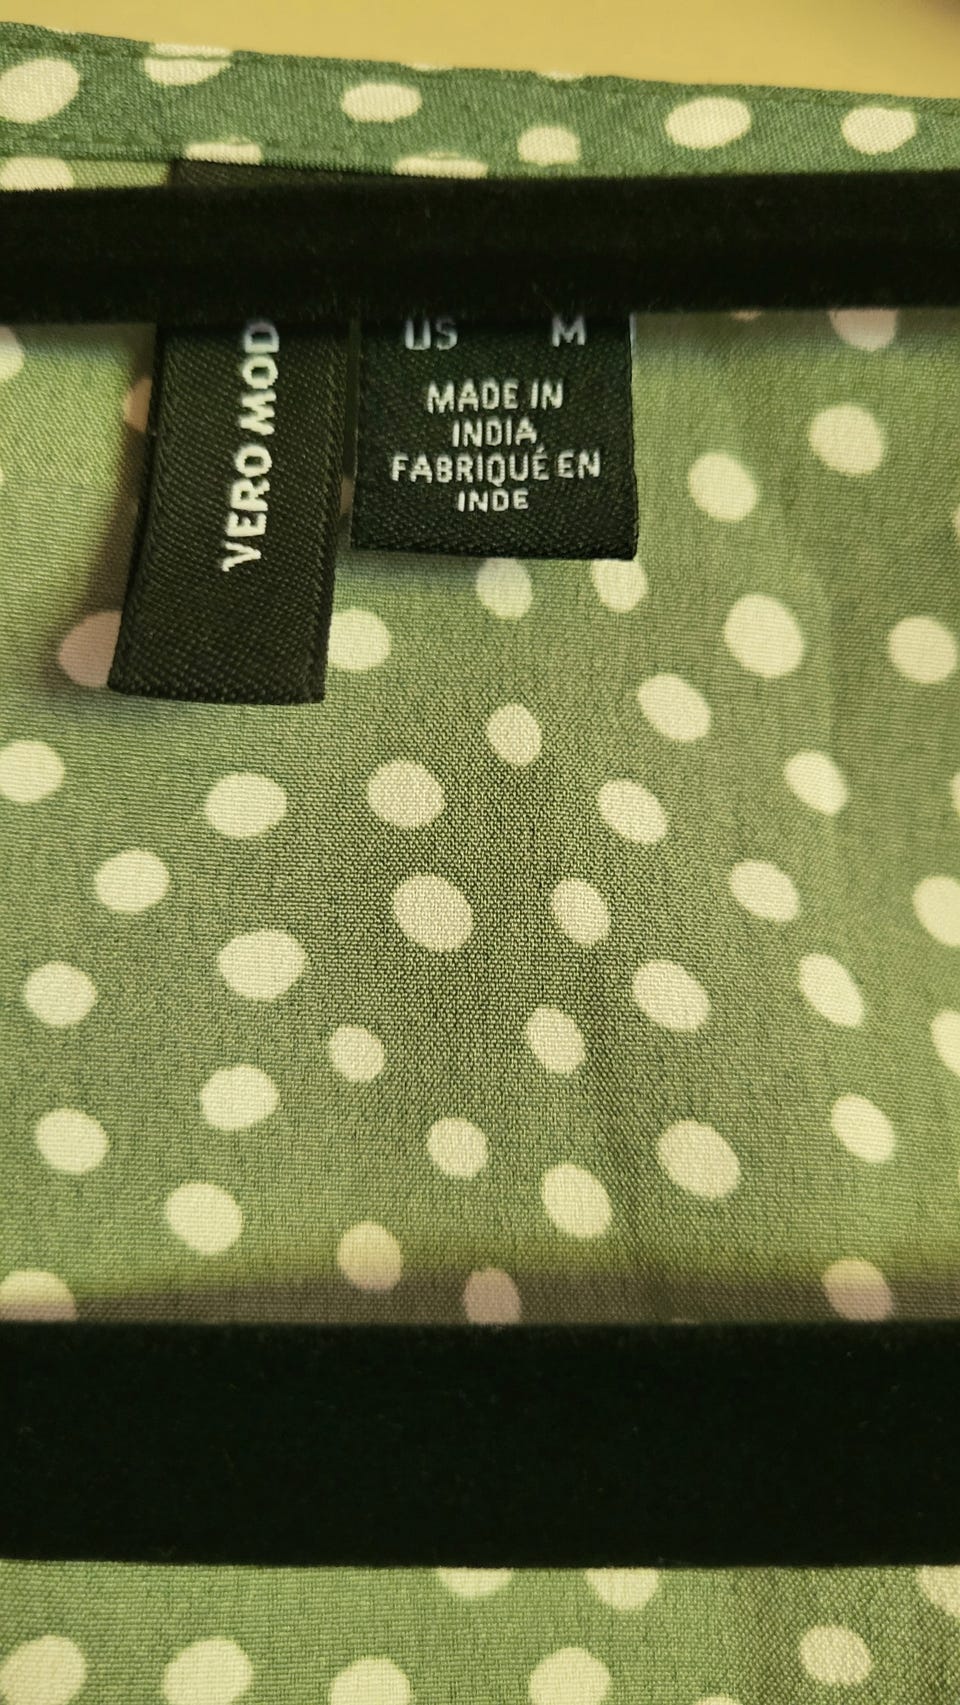 VERO MOD
US M
MADE IN
INDIA
FABRIQUÉ EN
INDE